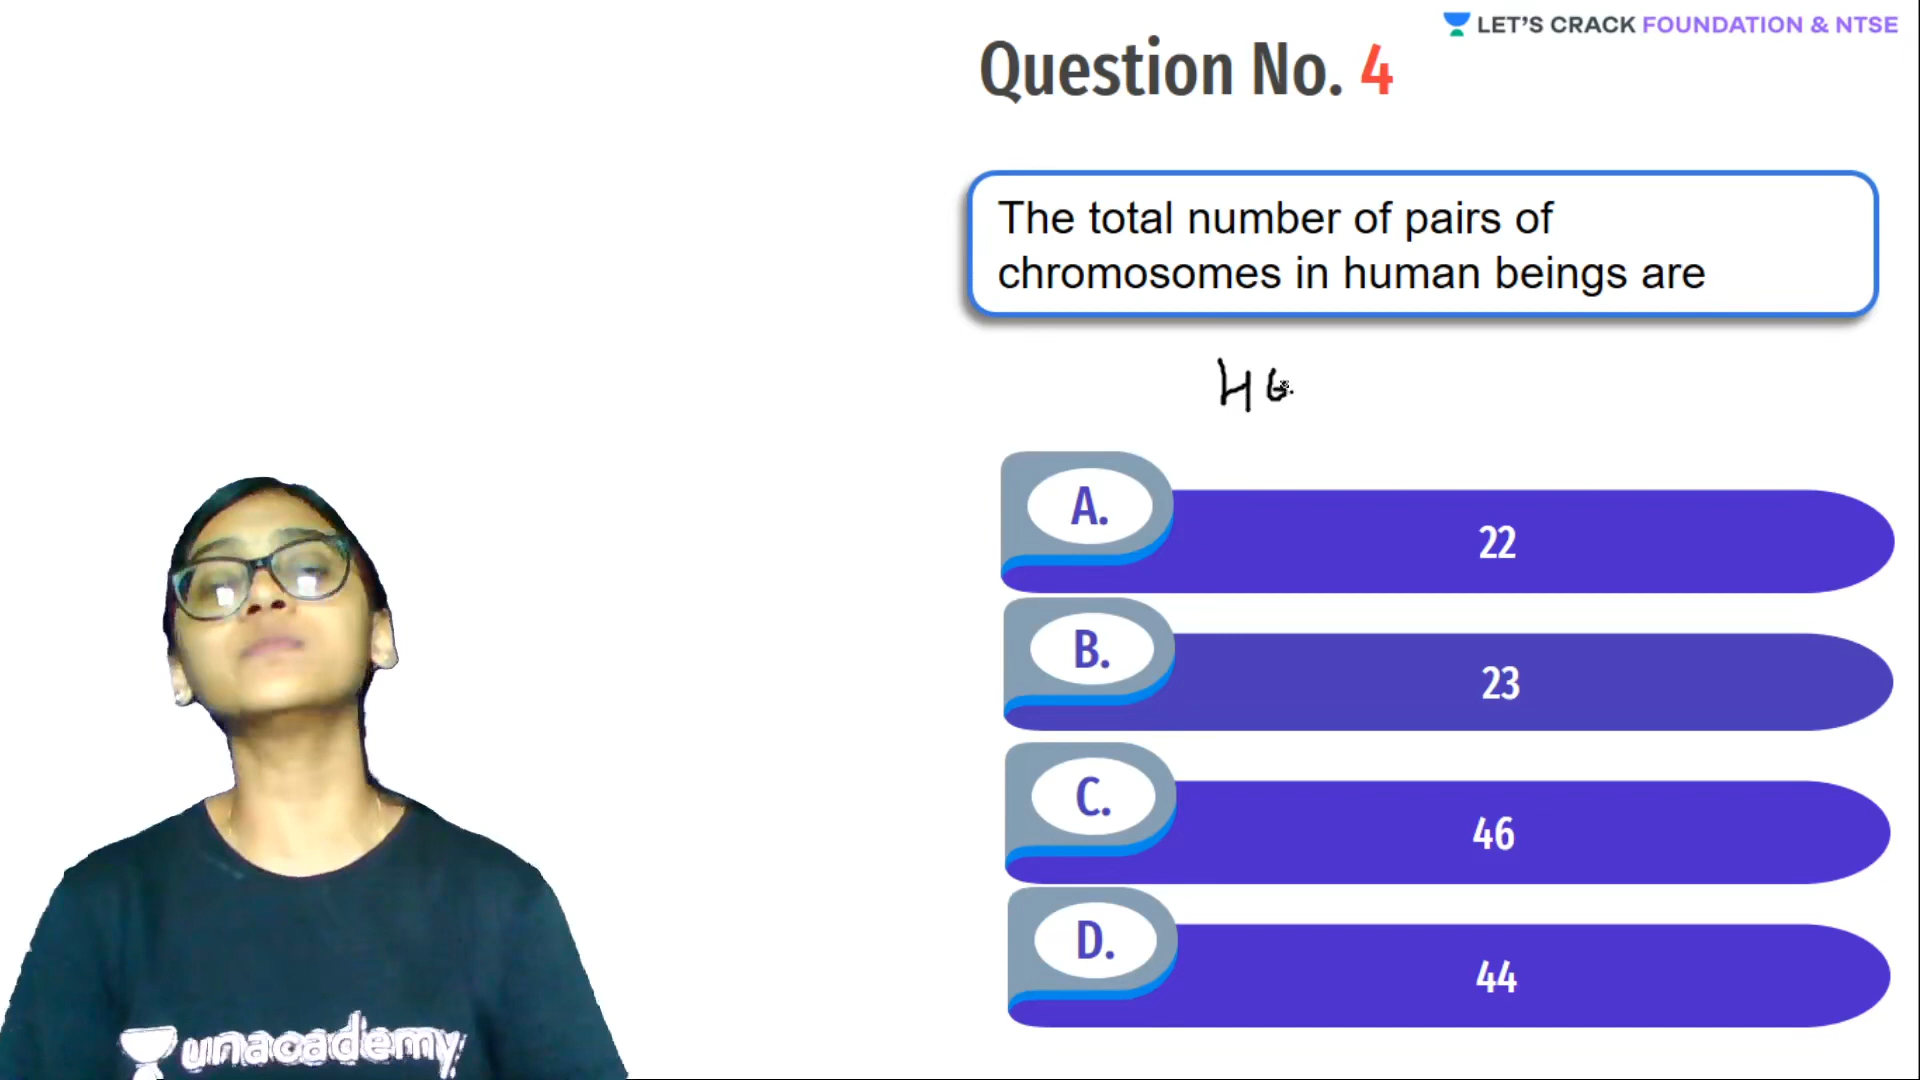 LET'S CRACK FOUNDATION & NTSE
Question No. 4
The total number of pairs of
chromosomes in human beings are
46
A.
22
B.
23
C.
46
D.
44
unacademy